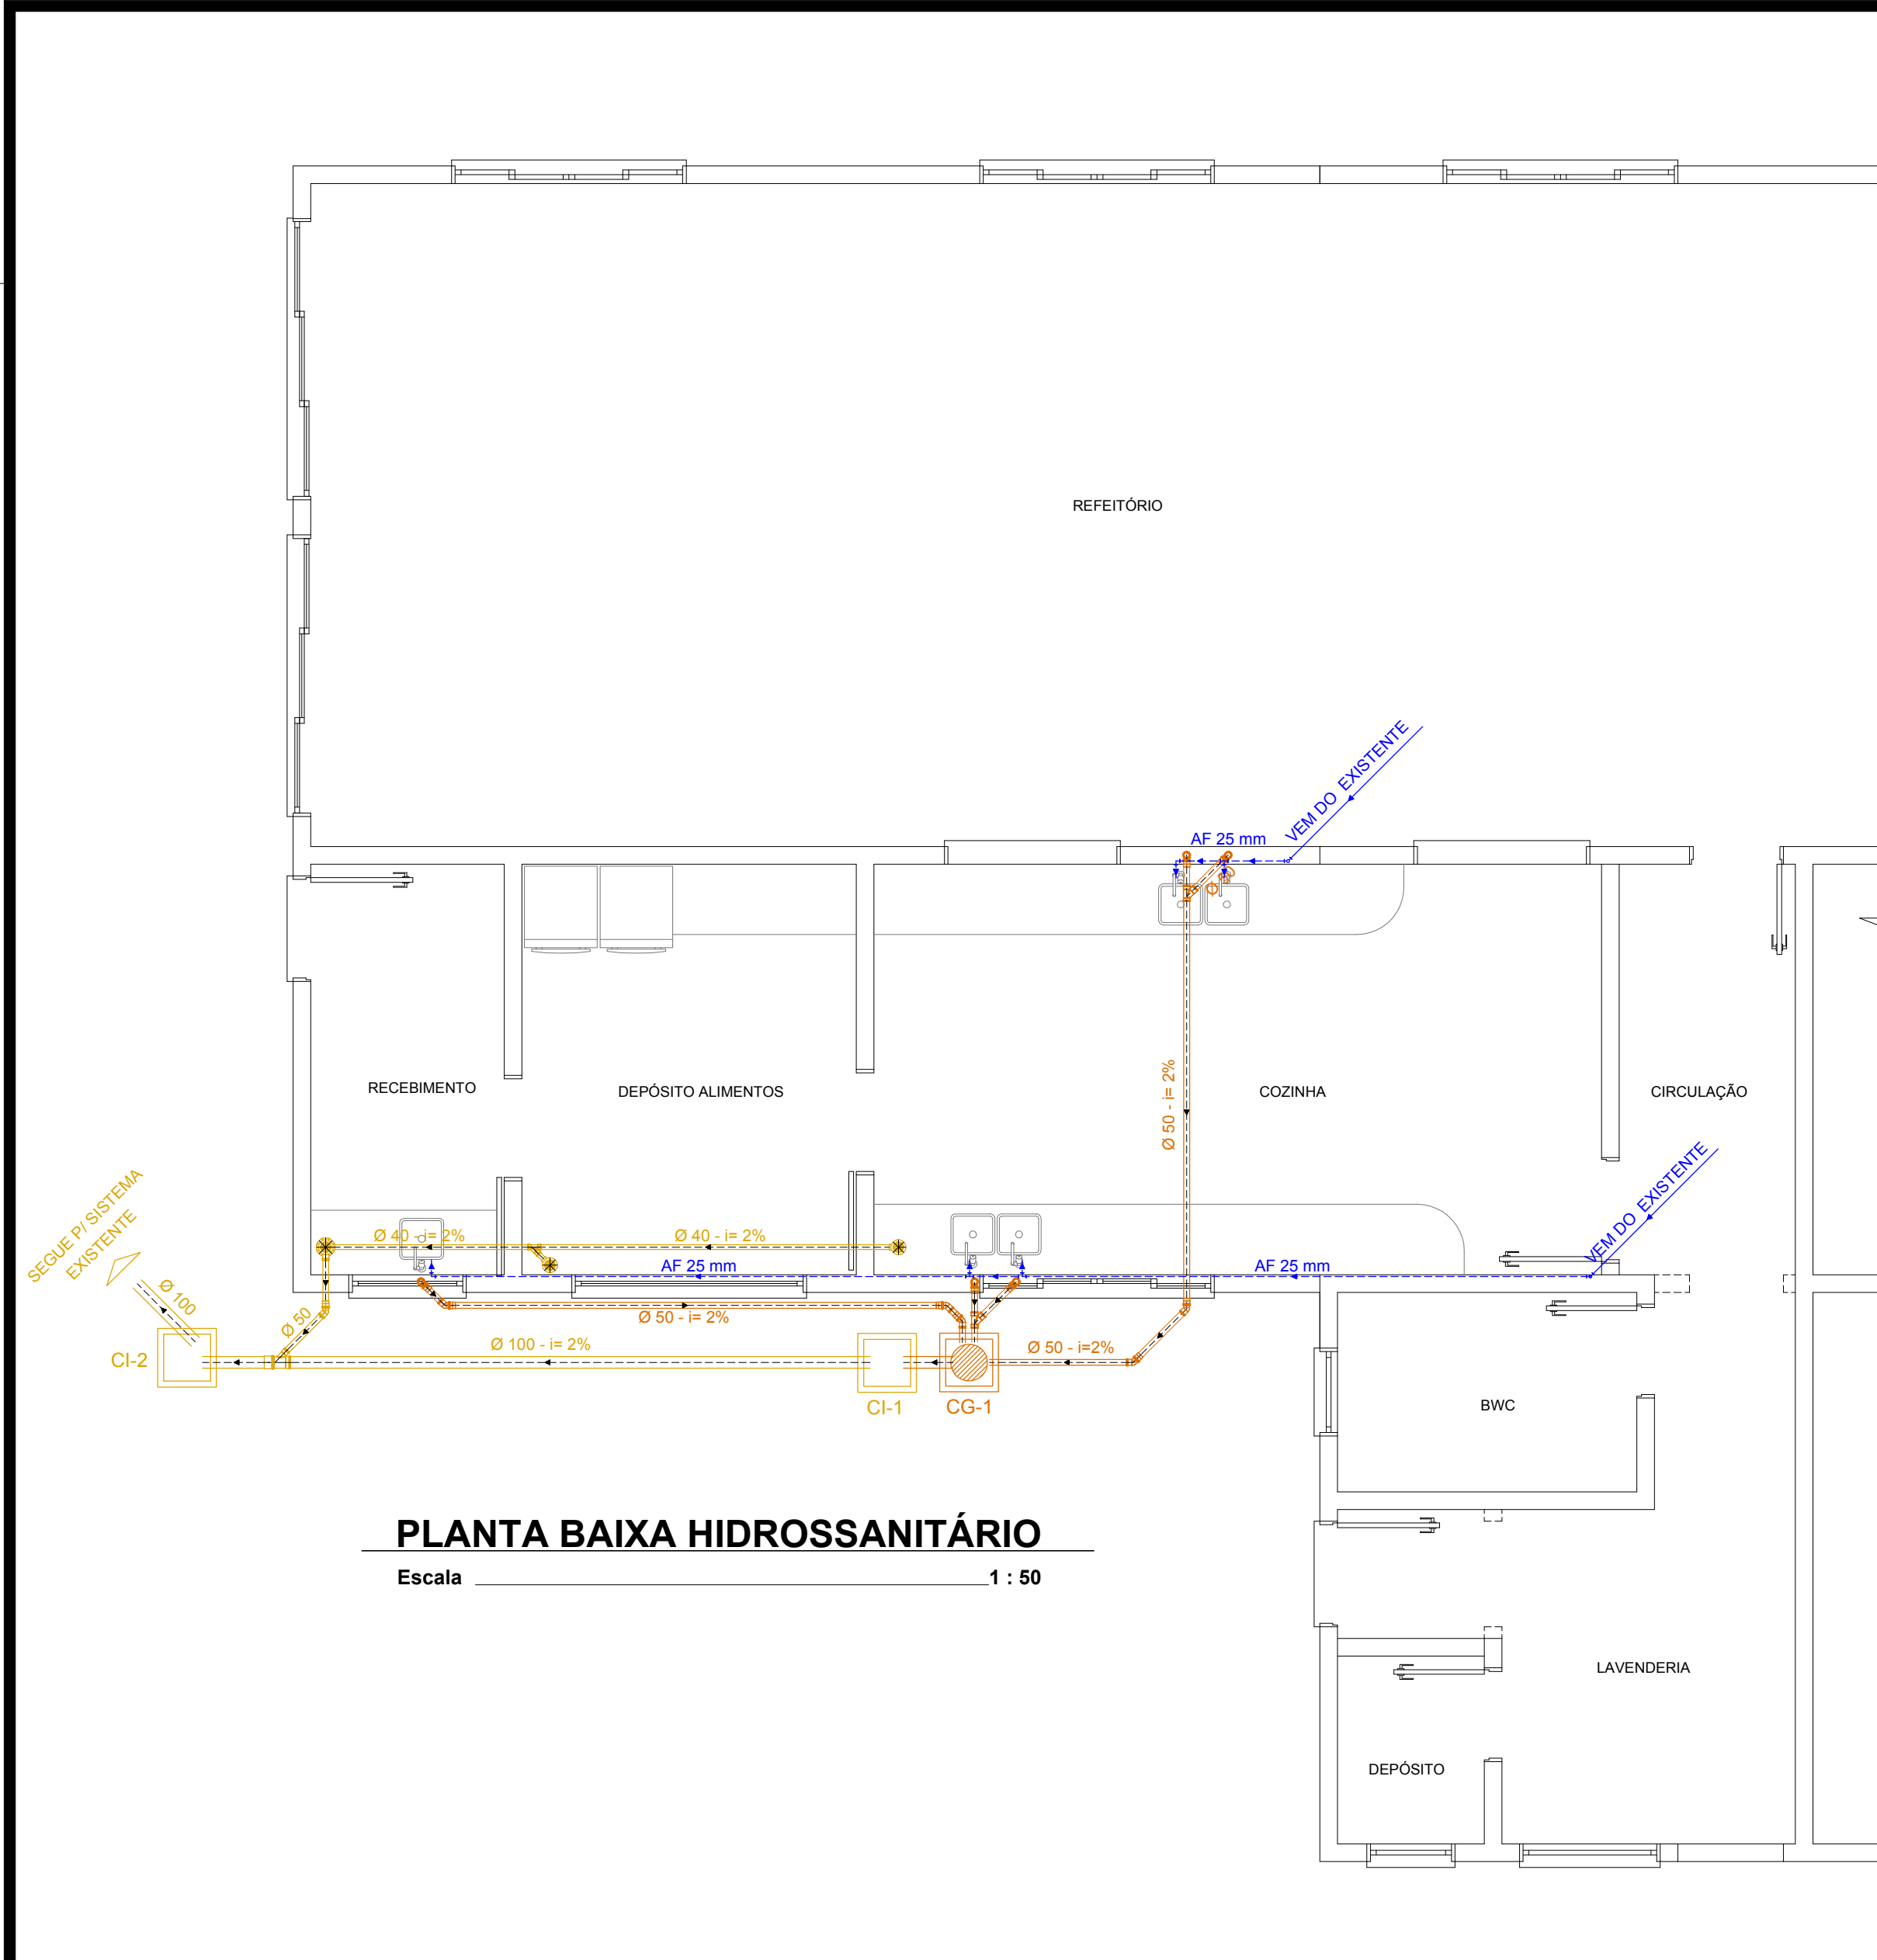 REFEITÓRIO
VEM DO EXISTENTE
AF 25 mm
Ø 50
RECEBIMENTO
DEPÓSITO ALIMENTOS
Ø 50 - i= 2%
COZINHA
CIRCULAÇÃO
VEM DO EXISTENTE
SEGUE P/ SISTEMA
EXISTENTE
Ø 40 - i= 2%
Ø 40 - i= 2%
AF 25 mm
AF 25 mm
Ø 100
Ø 50
Ø 50 - i= 2%
Ø 100 - i= 2%
Ø 50 - i=2%
CI-2
CI-1
CG-1
BWC
PLANTA BAIXA HIDROSSANITÁRIO
Escala 1 : 50
LAVENDERIA
DEPÓSITO